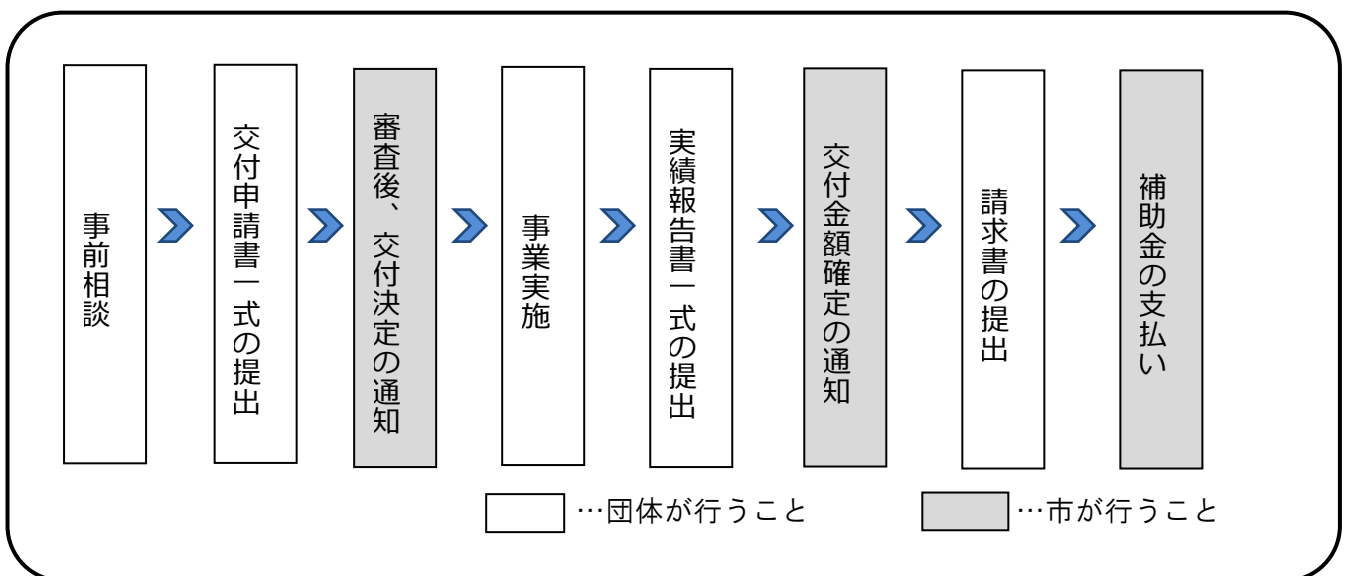 事前相談
交付申請書一式の提出
審査後、交付決定の通知
事業実施
実績報告書一式の提出
交付金額確定の通知
請求書の提出
補助金の支払い
…団体が行うこと
…市が行うこと